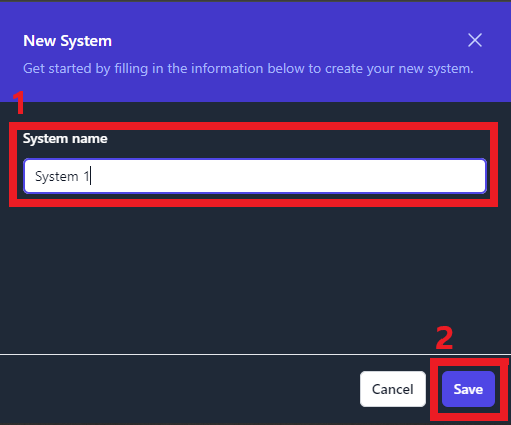 New System
Get started by filling in the information below to create your new system.
1
System name
System 1
2
Cancel
Save